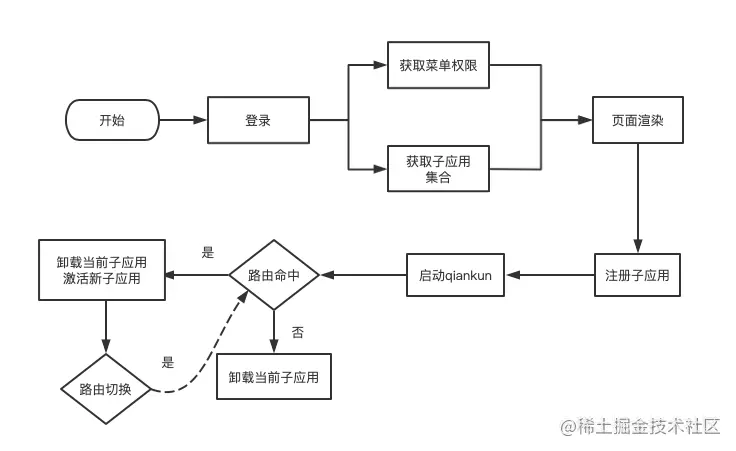 开始
登录
获取菜单权限
获取子应用
集合
页面渲染
注册子应用
启动qiankun
路由命中
是
卸载当前子应用
激活新子应用
否
卸载当前子应用
路由切换
是
@稀土掘金技术社区